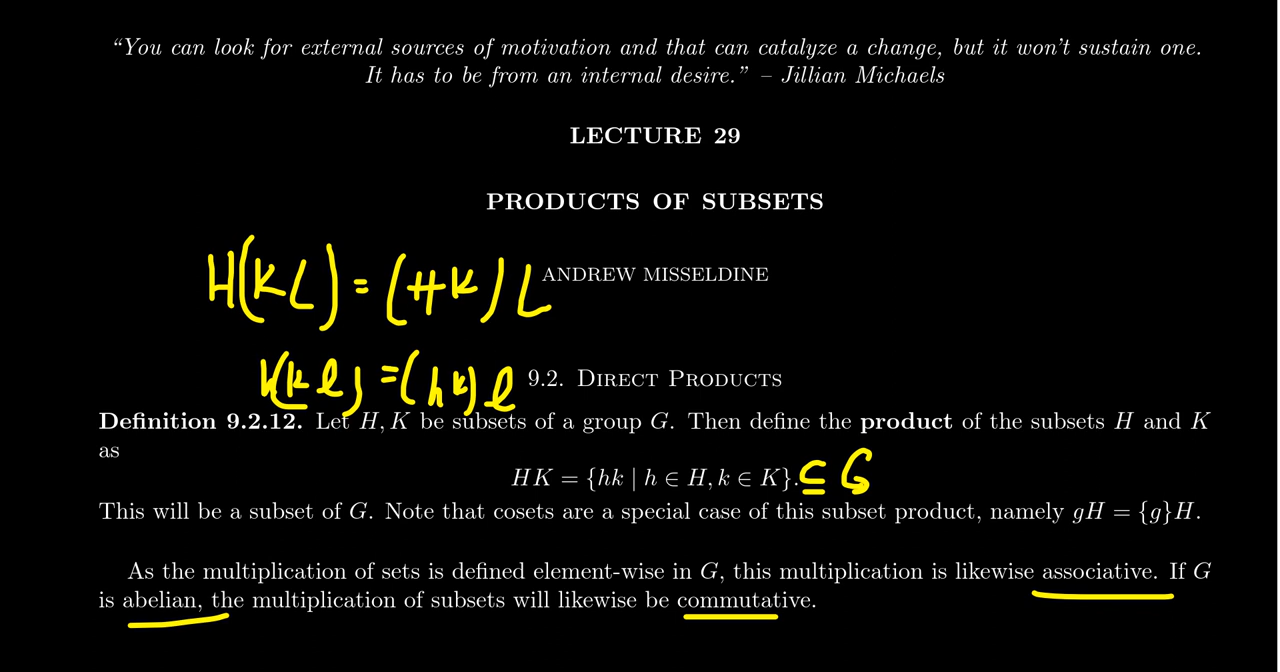 “You can look for external sources of motivation and that can catalyze a change, but it won’t sustain one.
It has to be from an internal desire.” – Jillian Michaels
LECTURE 29
PRODUCTS OF SUBSETS
H(KL) = (HK)L
ANDREW MISSELDINE
h(kl) = (hk)l
9.2. Direct Products
Definition 9.2.12. Let H, K be subsets of a group G. Then define the product of the subsets H and K
as
HK = {hk | h ∈ H, k ∈ K}. ⊆ G
This will be a subset of G. Note that cosets are a special case of this subset product, namely gH = {g}H.
As the multiplication of sets is defined element-wise in G, this multiplication is likewise associative. If G
is abelian, the multiplication of subsets will likewise be commutative.